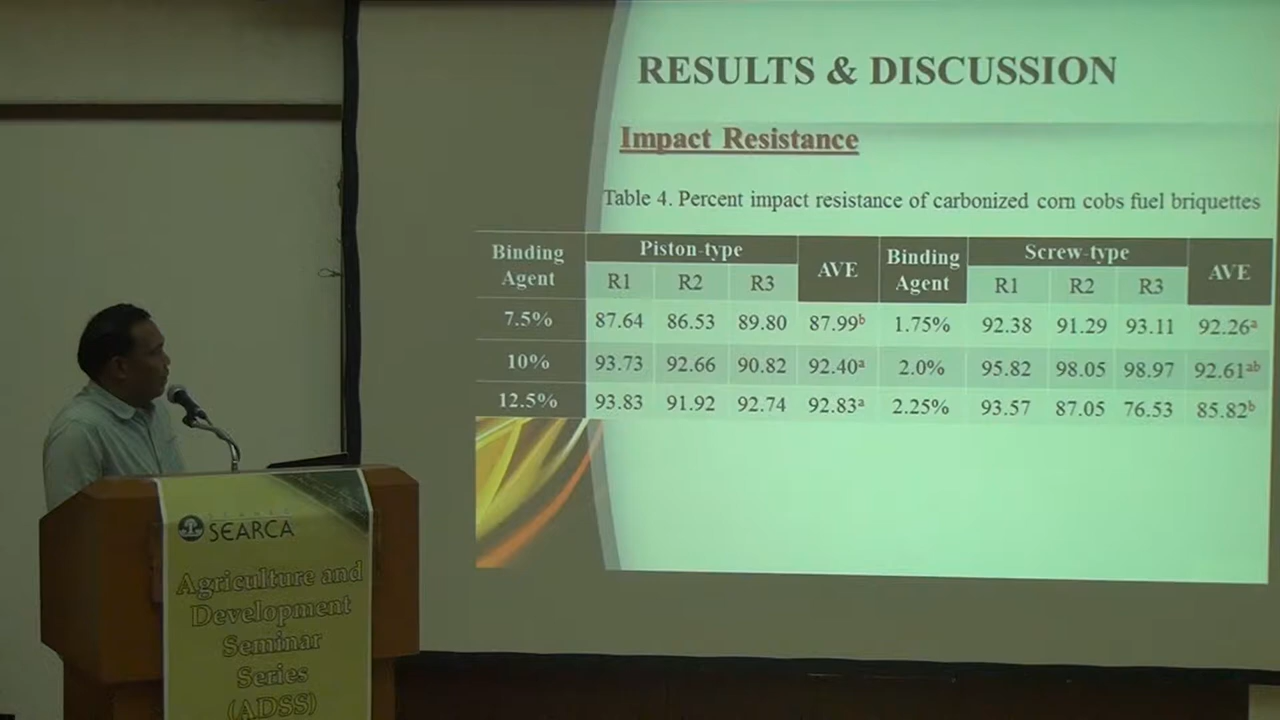 RESULTS & DISCUSSION
Impact Resistance
Table 4. Percent impact resistance of carbonized corn cobs fuel briquettes
Binding Agent Piston-type AVE Binding Agent Screw-type AVE
R1 R2 R3 R1 R2 R3
7.5% 87.64 86.53 89.80 87.99b 1.75% 92.38 91.29 93.11 92.26a
10% 93.73 92.66 90.82 92.40a 2.0% 95.82 98.05 98.97 92.61ab
12.5% 93.83 91.92 92.74 92.83a 2.25% 93.57 87.05 76.53 85.82b
SEARCA
Agriculture and
Development
Seminar
Series
(ADSS)